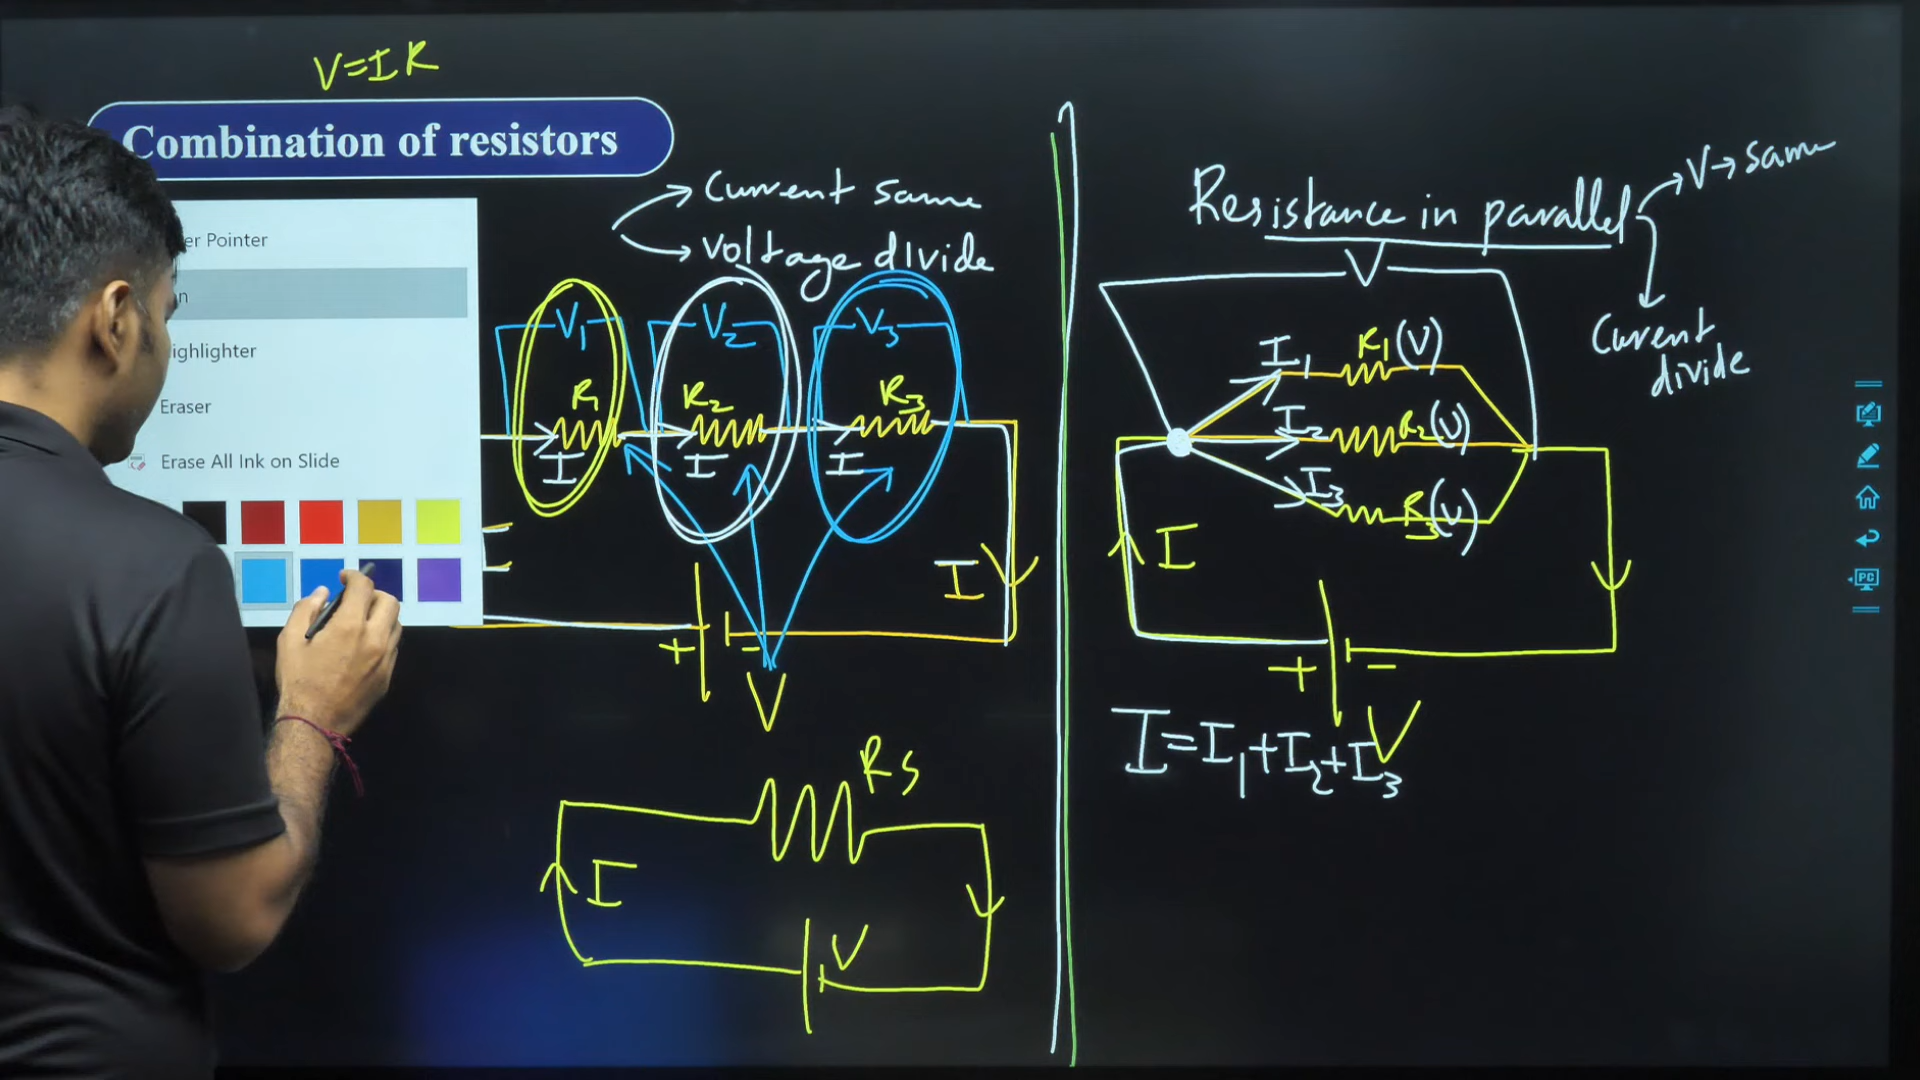 V=IR
Combination of resistors
er Pointer
n
ighlighter
Eraser
Erase All Ink on Slide
→ Current same
→ Voltage divide
V1 V2 V3
R1 R2 R3
I I I
I I
+ -
V
Rs
I
V
Resistance in parallel
V→ same
Current
divide
V
I1 R1(V)
I2 R2(V)
I3 R3(V)
I
+ -
V
I=I1+I2+I3
PC